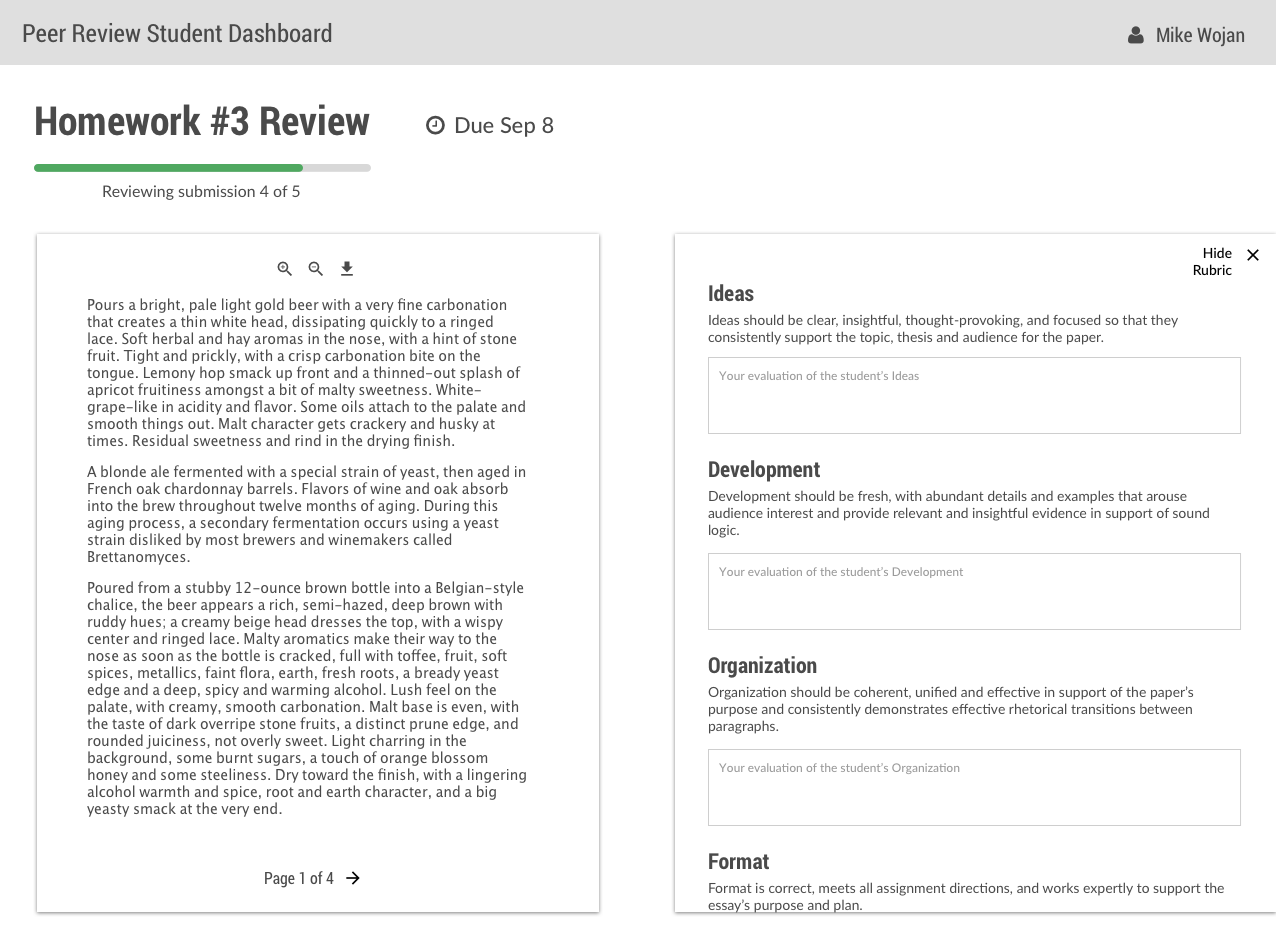 Peer Review Student Dashboard
Mike Wojan
Homework #3 Review
Due Sep 8
Reviewing submission 4 of 5
Pours a bright, pale light gold beer with a very fine carbonation
that creates a thin white head, dissipating quickly to a ringed
lace. Soft herbal and hay aromas in the nose, with a hint of stone
fruit. Tight and prickly, with a crisp carbonation bite on the
tongue. Lemony hop smack up front and a thinned-out splash of
apricot fruitiness amongst a bit of malty sweetness. White-
grape-like in acidity and flavor. Some oils attach to the palate and
smooth things out. Malt character gets crackery and husky at
times. Residual sweetness and rind in the drying finish.
A blonde ale fermented with a special strain of yeast, then aged in
French oak chardonnay barrels. Flavors of wine and oak absorb
into the brew throughout twelve months of aging. During this
aging process, a secondary fermentation occurs using a yeast
strain disliked by most brewers and winemakers called
Brettanomyces.
Poured from a stubby 12-ounce brown bottle into a Belgian-style
chalice, the beer appears a rich, semi-hazed, deep brown with
ruddy hues; a creamy beige head dresses the top, with a wispy
center and ringed lace. Malty aromatics make their way to the
nose as soon as the bottle is cracked, full with toffee, fruit, soft
spices, metallics, faint flora, earth, fresh roots, a bready yeast
edge and a deep, spicy and warming alcohol. Lush feel on the
palate, with creamy, smooth carbonation. Malt base is even, with
the taste of dark overripe stone fruits, a distinct prune edge, and
rounded juiciness, not overly sweet. Light charring in the
background, some burnt sugars, a touch of orange blossom
honey and some steeliness. Dry toward the finish, with a lingering
alcohol warmth and spice, root and earth character, and a big
yeasty smack at the very end.
Page 1 of 4
Hide
Rubric
Ideas
Ideas should be clear, insightful, thought-provoking, and focused so that they
consistently support the topic, thesis and audience for the paper.
Your evaluation of the student's Ideas
Development
Development should be fresh, with abundant details and examples that arouse
audience interest and provide relevant and insightful evidence in support of sound
logic.
Your evaluation of the student's Development
Organization
Organization should be coherent, unified and effective in support of the paper's
purpose and consistently demonstrates effective rhetorical transitions between
paragraphs.
Your evaluation of the student's Organization
Format
Format is correct, meets all assignment directions, and works expertly to support the
essay's purpose and plan.